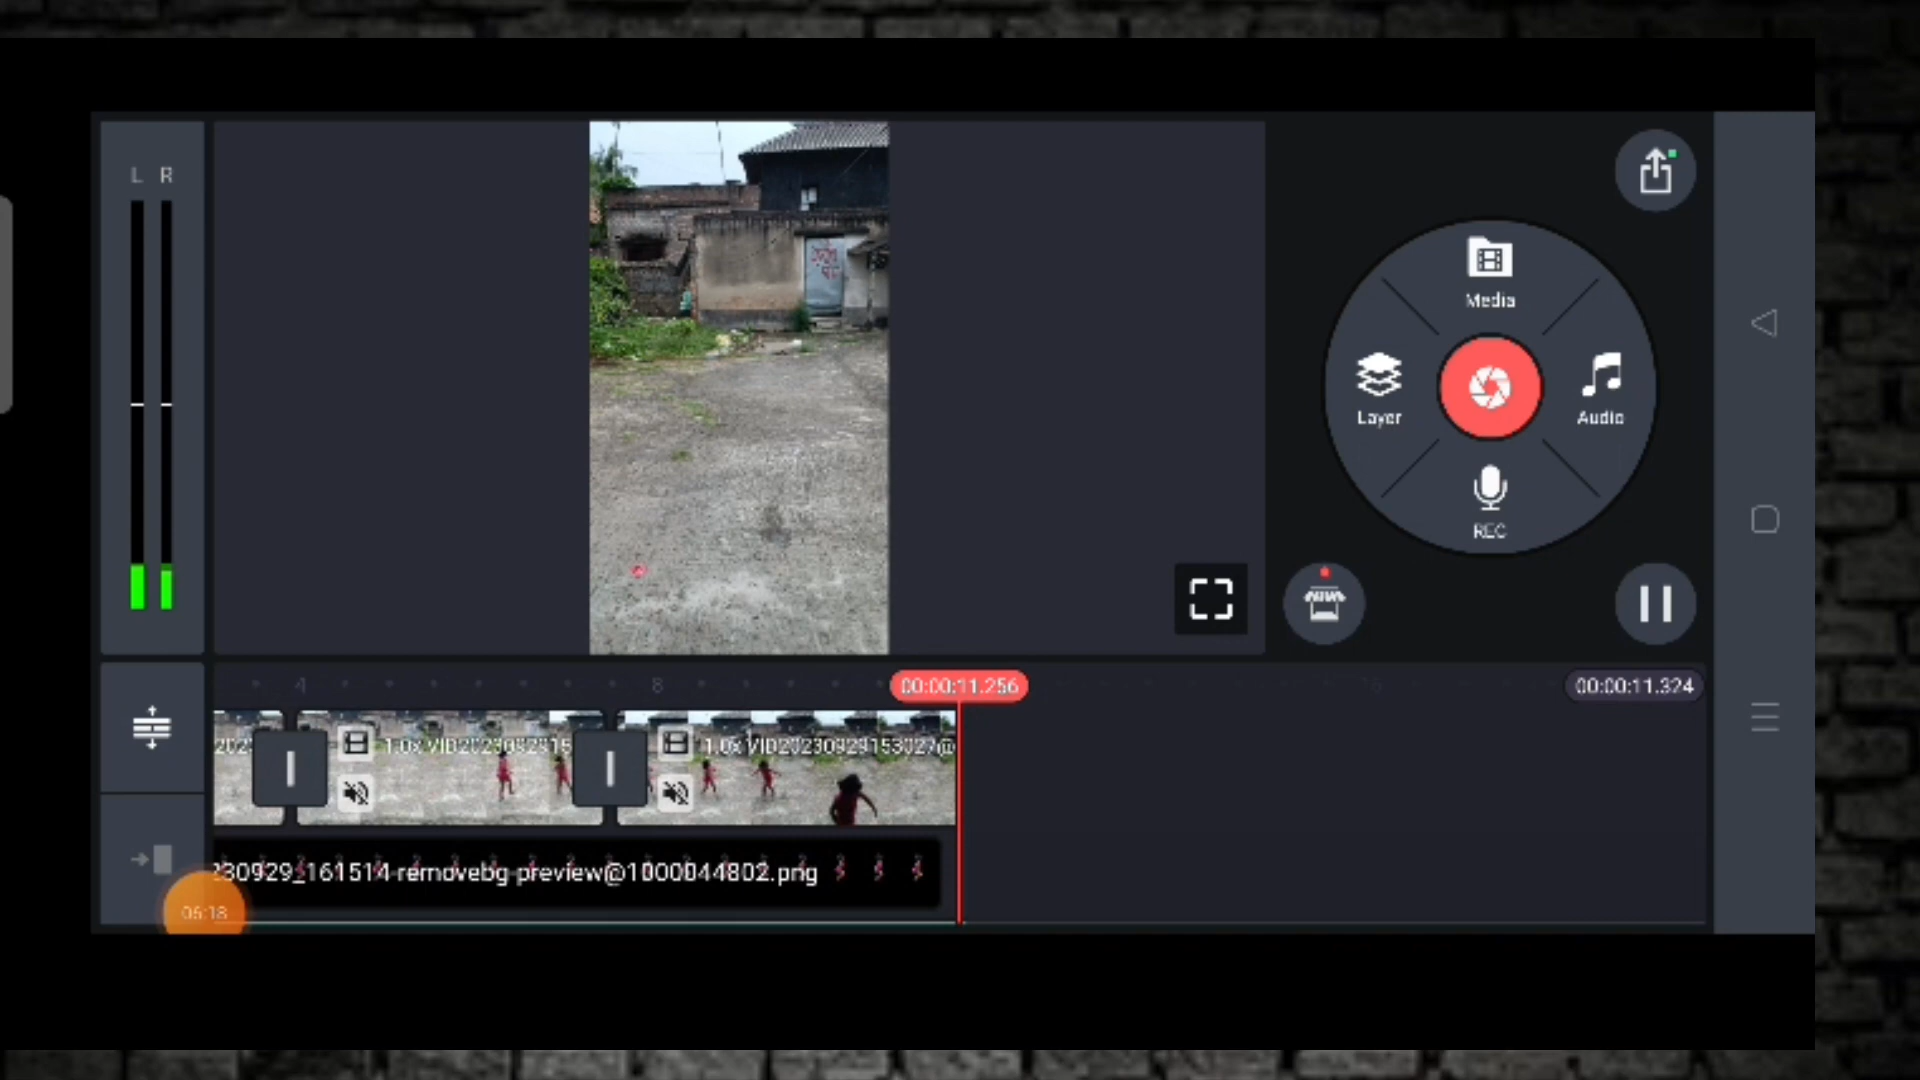 L R
Media
Layer
Audio
REC
4
8
00:00:11.256
00:00:11.324
202
1.0x VID2023092915
1.0x VID20230929153027@
230929_161514-removebg-preview@1000044802.png
06:18